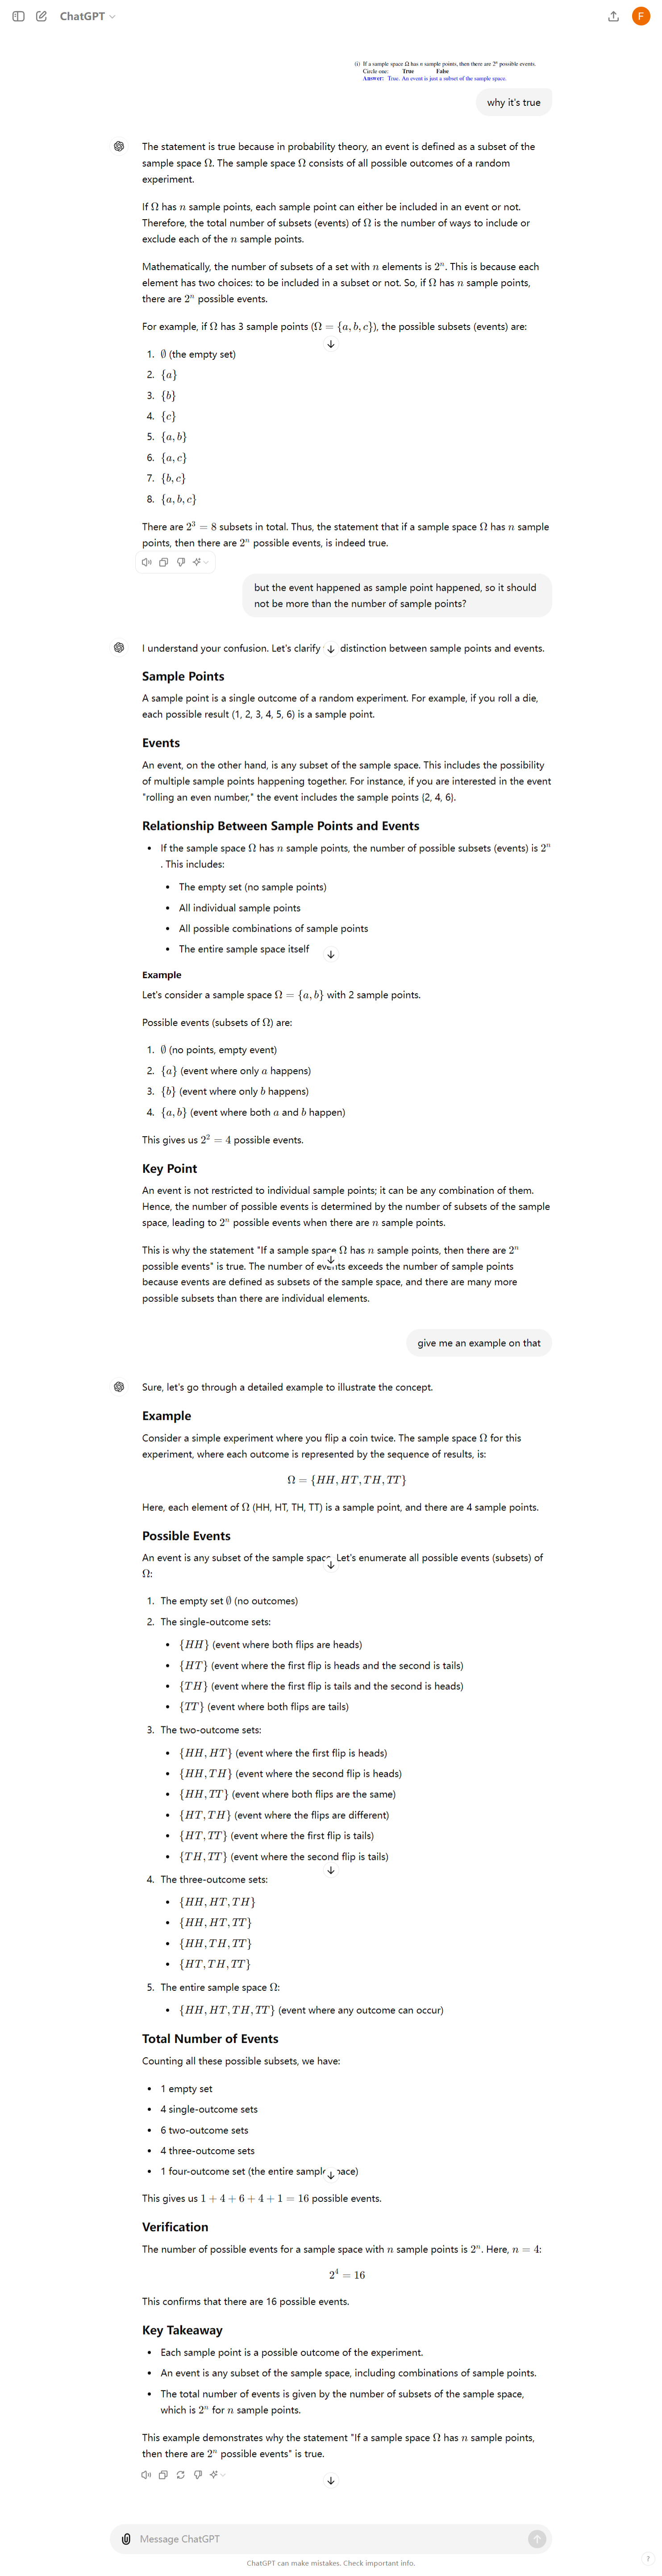 ChatGPT
F
(i) If a sample space Ω has n sample points, then there are 2ⁿ possible events.
Circle one: True False
Answer: True. An event is just a subset of the sample space.
why it's true
The statement is true because in probability theory, an event is defined as a subset of the
sample space Ω. The sample space Ω consists of all possible outcomes of a random
experiment.
If Ω has n sample points, each sample point can either be included in an event or not.
Therefore, the total number of subsets (events) of Ω is the number of ways to include or
exclude each of the n sample points.
Mathematically, the number of subsets of a set with n elements is 2ⁿ. This is because each
element has two choices: to be included in a subset or not. So, if Ω has n sample points,
there are 2ⁿ possible events.
For example, if Ω has 3 sample points (Ω = {a, b, c}), the possible subsets (events) are:
1. ∅ (the empty set)
2. {a}
3. {b}
4. {c}
5. {a, b}
6. {a, c}
7. {b, c}
8. {a, b, c}
There are 2³ = 8 subsets in total. Thus, the statement that if a sample space Ω has n sample
points, then there are 2ⁿ possible events, is indeed true.
but the event happened as sample point happened, so it should
not be more than the number of sample points?
I understand your confusion. Let's clarify distinction between sample points and events.
Sample Points
A sample point is a single outcome of a random experiment. For example, if you roll a die,
each possible result (1, 2, 3, 4, 5, 6) is a sample point.
Events
An event, on the other hand, is any subset of the sample space. This includes the possibility
of multiple sample points happening together. For instance, if you are interested in the event
"rolling an even number," the event includes the sample points {2, 4, 6}.
Relationship Between Sample Points and Events
• If the sample space Ω has n sample points, the number of possible subsets (events) is 2ⁿ
. This includes:
• The empty set (no sample points)
• All individual sample points
• All possible combinations of sample points
• The entire sample space itself
Example
Let's consider a sample space Ω = {a, b} with 2 sample points.
Possible events (subsets of Ω) are:
1. ∅ (no points, empty event)
2. {a} (event where only a happens)
3. {b} (event where only b happens)
4. {a, b} (event where both a and b happen)
This gives us 2² = 4 possible events.
Key Point
An event is not restricted to individual sample points; it can be any combination of them.
Hence, the number of possible events is determined by the number of subsets of the sample
space, leading to 2ⁿ possible events when there are n sample points.
This is why the statement "If a sample space Ω has n sample points, then there are 2ⁿ
possible events" is true. The number of events exceeds the number of sample points
because events are defined as subsets of the sample space, and there are many more
possible subsets than there are individual elements.
give me an example on that
Sure, let's go through a detailed example to illustrate the concept.
Example
Consider a simple experiment where you flip a coin twice. The sample space Ω for this
experiment, where each outcome is represented by the sequence of results, is:
Ω = {HH, HT, TH, TT}
Here, each element of Ω (HH, HT, TH, TT) is a sample point, and there are 4 sample points.
Possible Events
An event is any subset of the sample space. Let's enumerate all possible events (subsets) of
Ω:
1. The empty set ∅ (no outcomes)
2. The single-outcome sets:
• {HH} (event where both flips are heads)
• {HT} (event where the first flip is heads and the second is tails)
• {TH} (event where the first flip is tails and the second is heads)
• {TT} (event where both flips are tails)
3. The two-outcome sets:
• {HH, HT} (event where the first flip is heads)
• {HH, TH} (event where the second flip is heads)
• {HH, TT} (event where both flips are the same)
• {HT, TH} (event where the flips are different)
• {HT, TT} (event where the first flip is tails)
• {TH, TT} (event where the second flip is tails)
4. The three-outcome sets:
• {HH, HT, TH}
• {HH, HT, TT}
• {HH, TH, TT}
• {HT, TH, TT}
5. The entire sample space Ω:
• {HH, HT, TH, TT} (event where any outcome can occur)
Total Number of Events
Counting all these possible subsets, we have:
• 1 empty set
• 4 single-outcome sets
• 6 two-outcome sets
• 4 three-outcome sets
• 1 four-outcome set (the entire sample space)
This gives us 1 + 4 + 6 + 4 + 1 = 16 possible events.
Verification
The number of possible events for a sample space with n sample points is 2ⁿ. Here, n = 4:
2⁴ = 16
This confirms that there are 16 possible events.
Key Takeaway
• Each sample point is a possible outcome of the experiment.
• An event is any subset of the sample space, including combinations of sample points.
• The total number of events is given by the number of subsets of the sample space,
which is 2ⁿ for n sample points.
This example demonstrates why the statement "If a sample space Ω has n sample points,
then there are 2ⁿ possible events" is true.
Message ChatGPT
ChatGPT can make mistakes. Check important info.
?